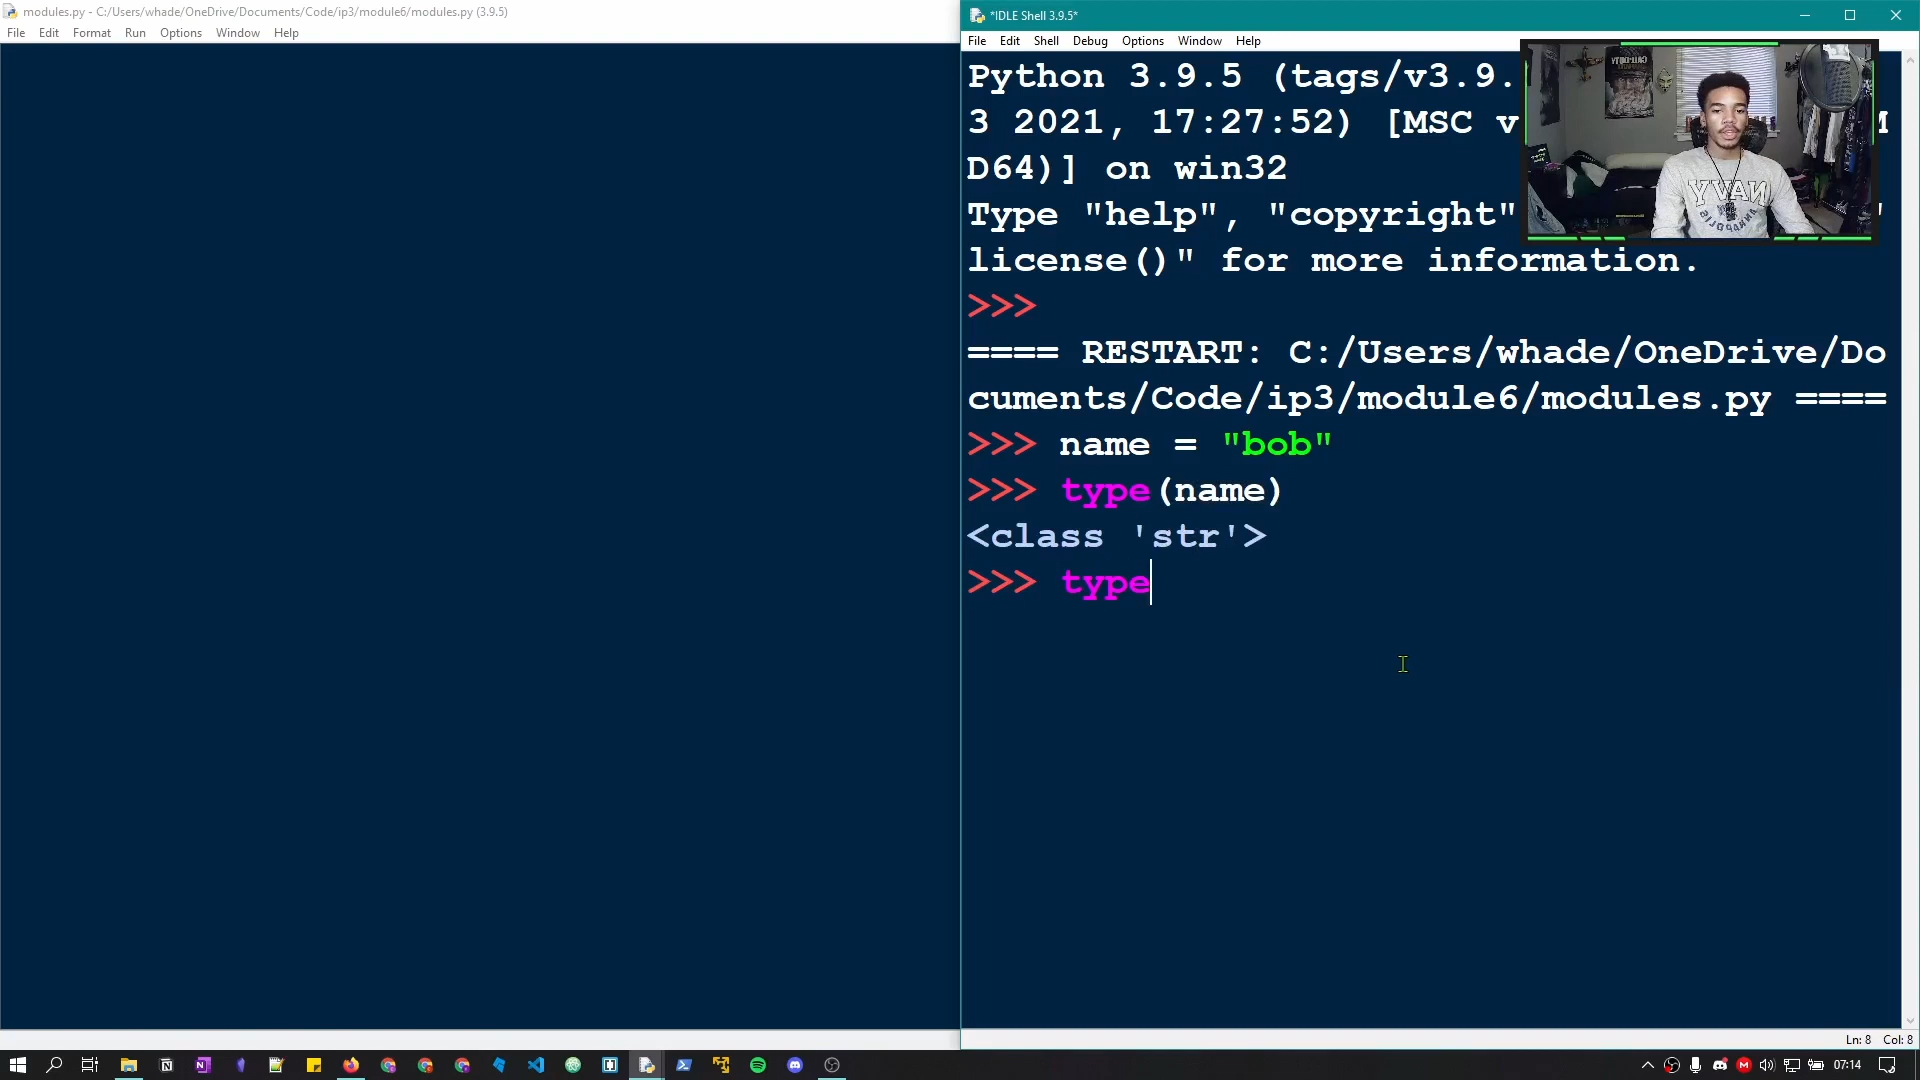 modules.py - C:/Users/whade/OneDrive/Documents/Code/ip3/module6/modules.py (3.9.5)
File Edit Format Run Options Window Help
*IDLE Shell 3.9.5*
File Edit Shell Debug Options Window Help
Python 3.9.5 (tags/v3.9.
3 2021, 17:27:52) [MSC v
D64)] on win32
Type "help", "copyright"
license()" for more information.
>>>
==== RESTART: C:/Users/whade/OneDrive/Do
cuments/Code/ip3/module6/modules.py ====
>>> name = "bob"
>>> type(name)
<class 'str'>
>>> type
NAVY
ANNAPOLIS
Ln: 8 Col: 8
07:14